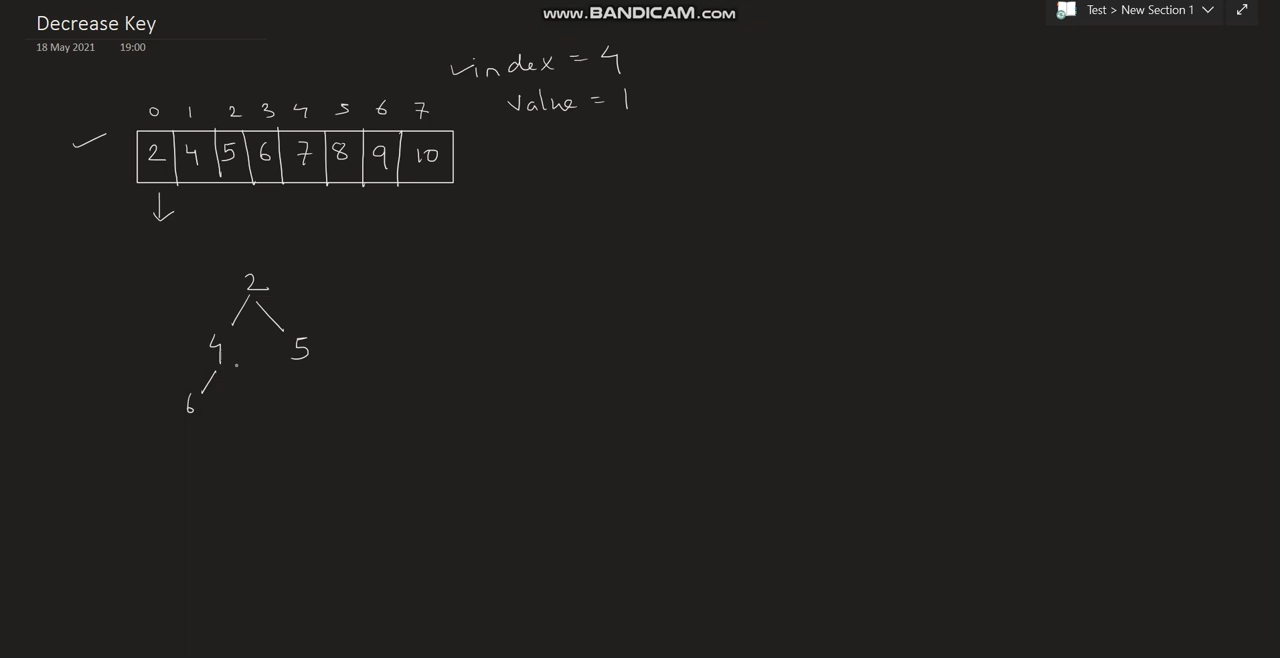 www.BANDICAM.com
Test > New Section 1
Decrease Key
18 May 2021 19:00
index = 4
value = 1
0 1 2 3 4 5 6 7
2 4 5 6 7 8 9 10
2
4 5
6